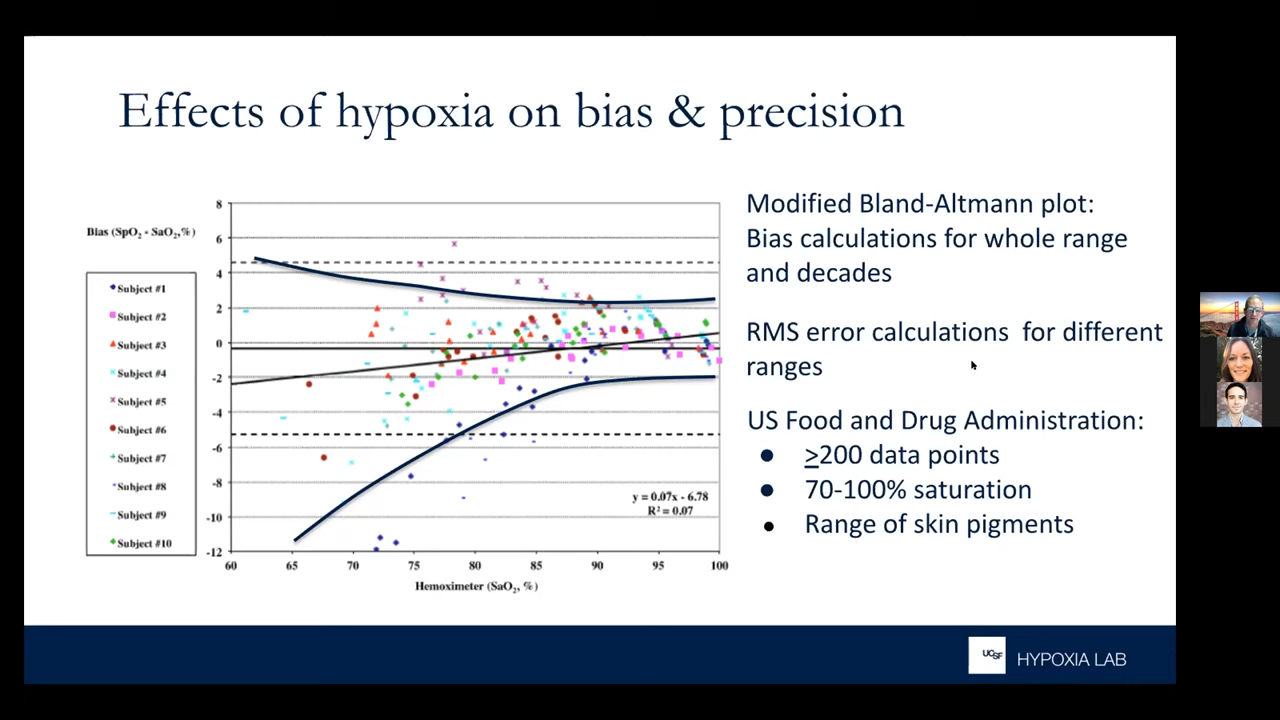 Effects of hypoxia on bias & precision
Bias (SpO₂ - SaO₂,%)
Subject #1
Subject #2
Subject #3
Subject #4
Subject #5
Subject #6
Subject #7
Subject #8
Subject #9
Subject #10
8
6
4
2
0
-2
-4
-6
-8
-10
-12
y = 0.07x - 6.78
R² = 0.07
60 65 70 75 80 85 90 95 100
Hemoximeter (SaO₂, %)
Modified Bland-Altmann plot:
Bias calculations for whole range
and decades
RMS error calculations for different
ranges
US Food and Drug Administration:
● >200 data points
● 70-100% saturation
● Range of skin pigments
UCSF HYPOXIA LAB